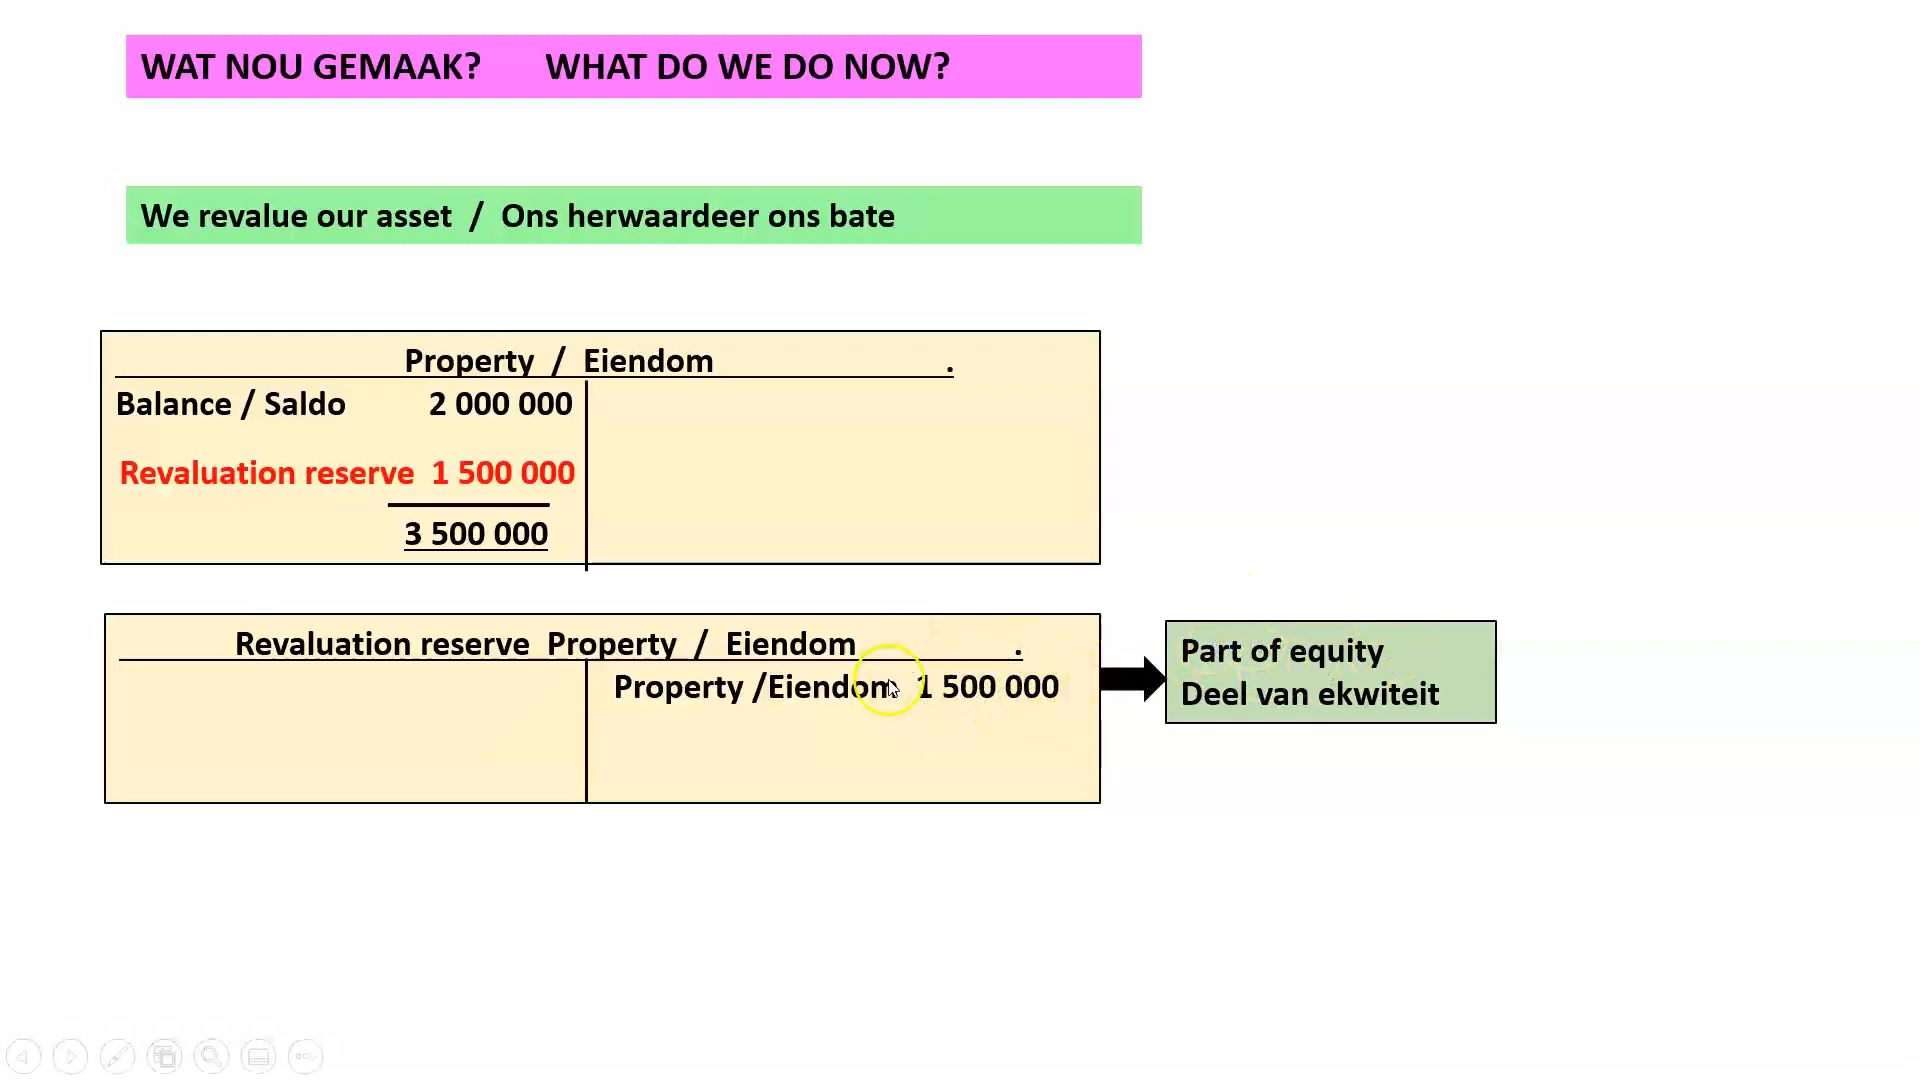 WAT NOU GEMAAK? WHAT DO WE DO NOW?
We revalue our asset / Ons herwaardeer ons bate
Property / Eiendom .
Balance / Saldo 2 000 000
Revaluation reserve 1 500 000
3 500 000
Revaluation reserve Property / Eiendom .
Property /Eiendom 1 500 000
Part of equity
Deel van ekwiteit